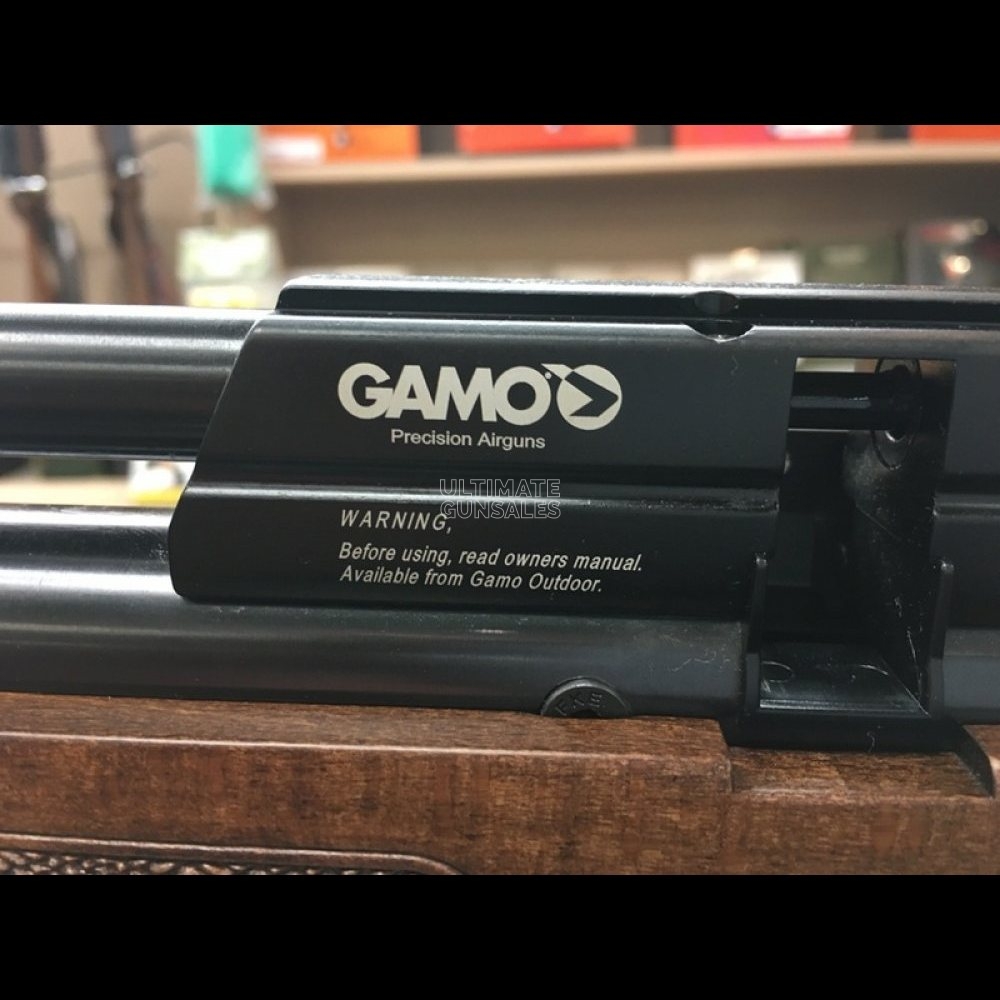 GAMO
Precision Airguns
ULTIMATE
GUNSALES
WARNING,
Before using, read owners manual.
Available from Gamo Outdoor.